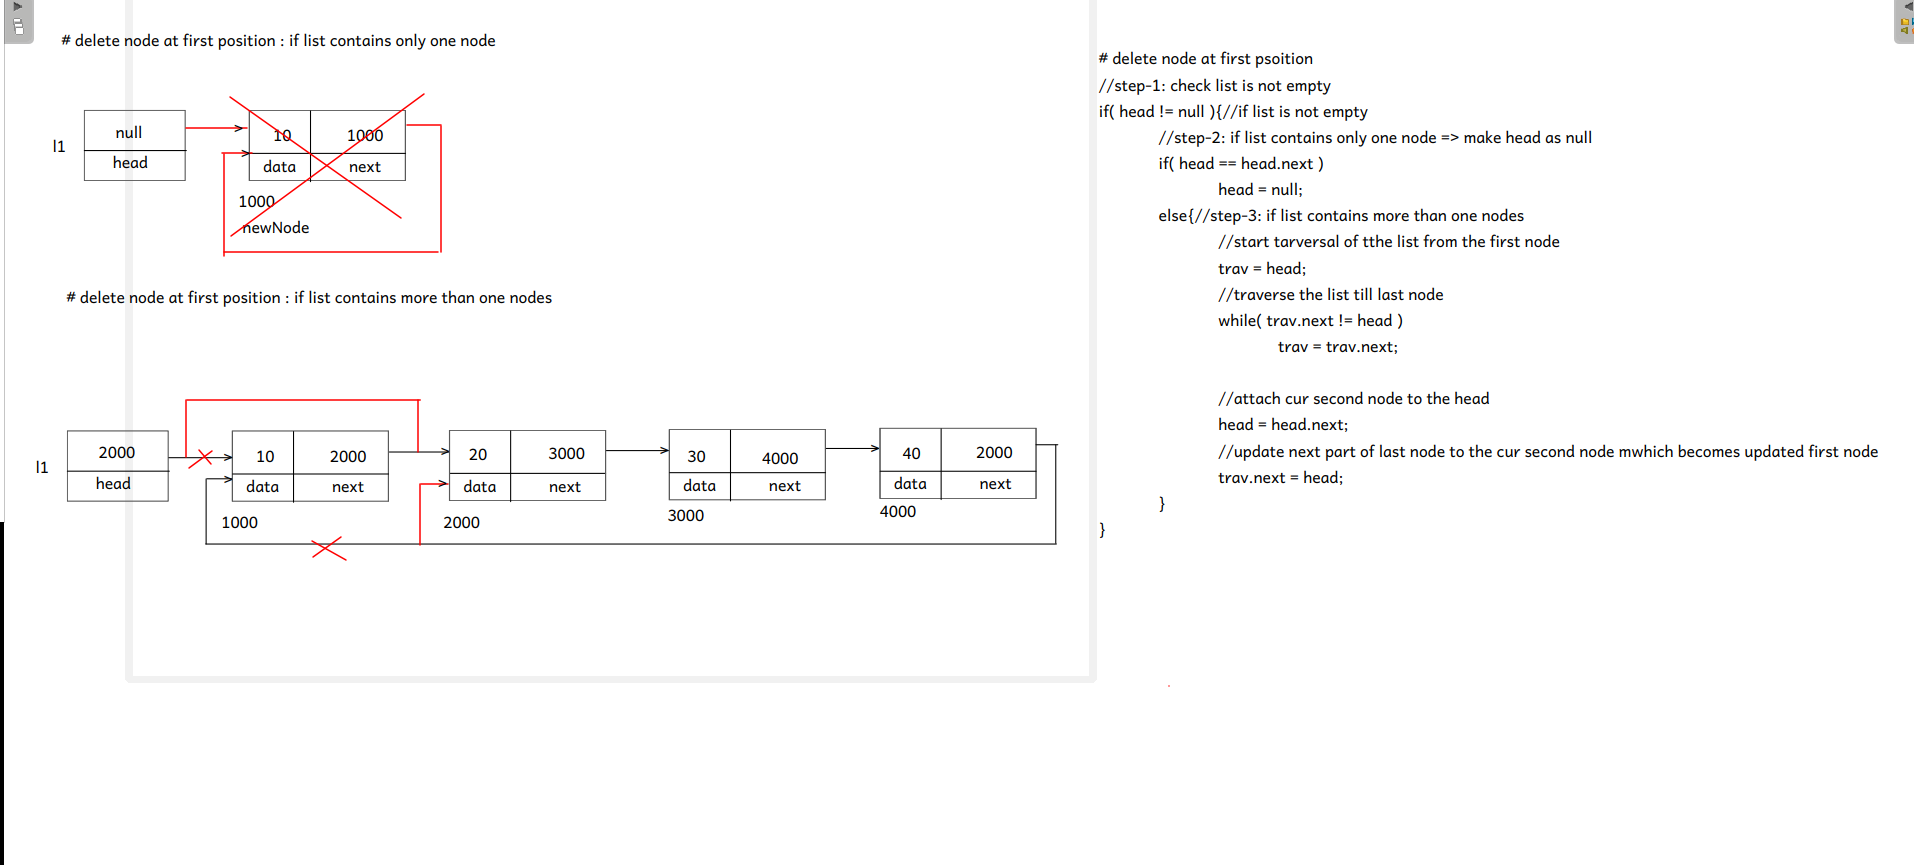 # delete node at first position : if list contains only one node
l1
null
head
10 1000
data next
1000
newNode
# delete node at first position : if list contains more than one nodes
l1
2000
head
10 2000
data next
1000
20 3000
data next
2000
30 4000
data next
3000
40 2000
data next
4000
# delete node at first psoition
//step-1: check list is not empty
if( head != null ){//if list is not empty
//step-2: if list contains only one node => make head as null
if( head == head.next )
head = null;
else{//step-3: if list contains more than one nodes
//start tarversal of tthe list from the first node
trav = head;
//traverse the list till last node
while( trav.next != head )
trav = trav.next;
//attach cur second node to the head
head = head.next;
//update next part of last node to the cur second node mwhich becomes updated first node
trav.next = head;
}
}